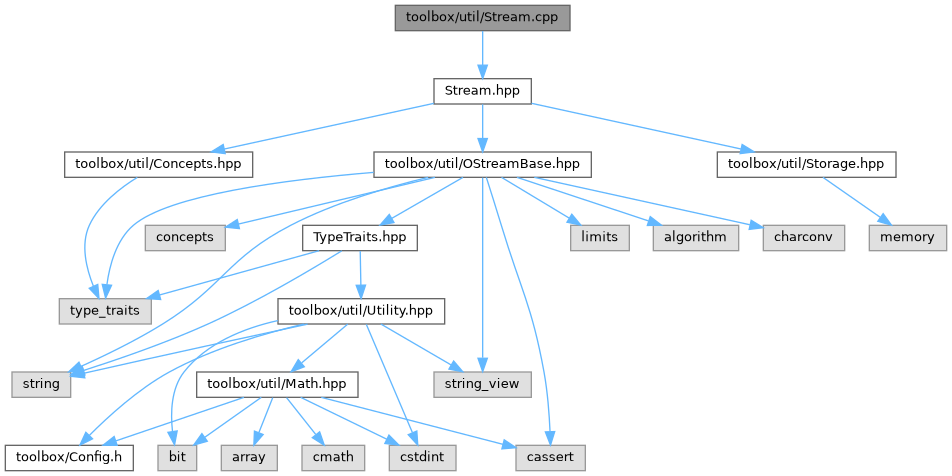 toolbox/util/Stream.cpp
Stream.hpp
toolbox/util/Concepts.hpp
toolbox/util/OStreamBase.hpp
toolbox/util/Storage.hpp
concepts
TypeTraits.hpp
limits
algorithm
charconv
memory
type_traits
toolbox/util/Utility.hpp
string
toolbox/util/Math.hpp
string_view
toolbox/Config.h
bit
array
cmath
cstdint
cassert